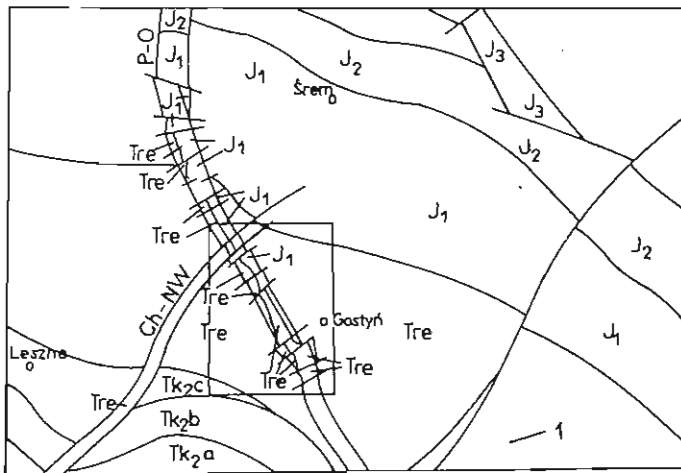 J2
J3
P-O
J1
J2
J1
Śrem
J3
J1
J2
Tre
J1
Tre
J1
J1
Tre
J2
J1
Tre
Ch-NW
Gostyń
Tre
Tre
J1
Leszno
Tre
Tre
Tk2c
Tre
Tk2b
1
Tk2a